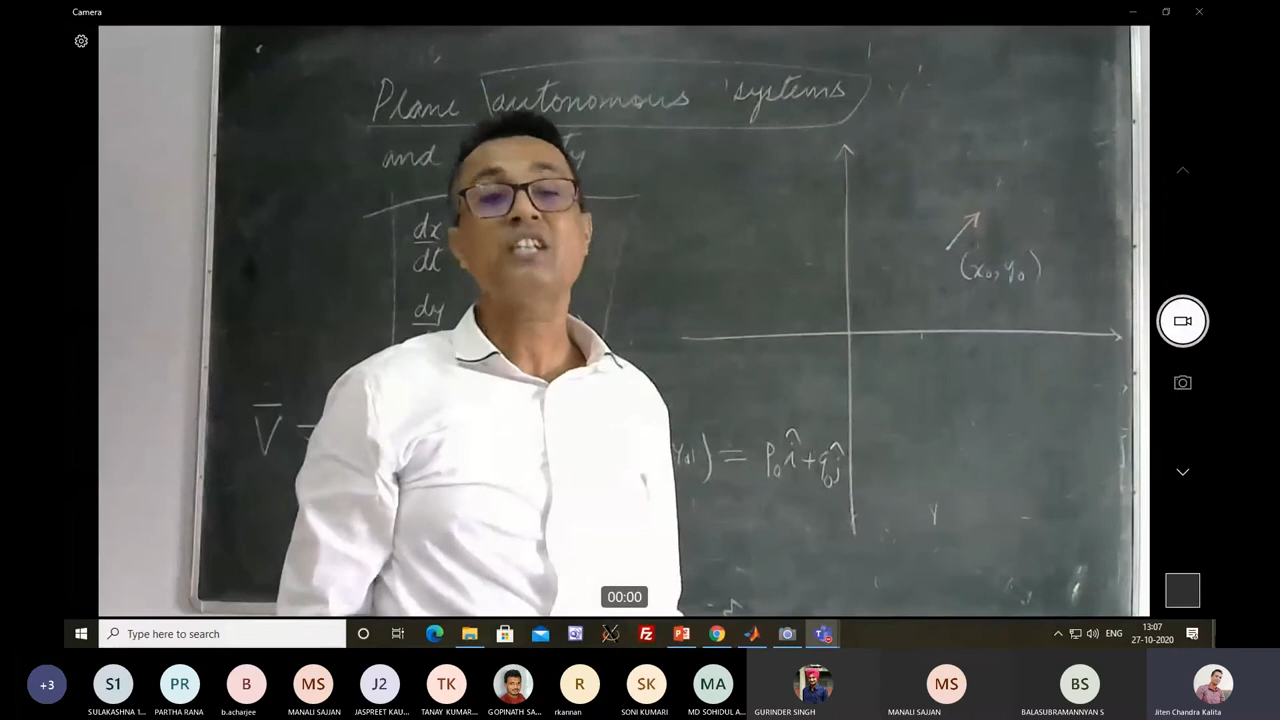 Camera
Plane autonomous systems
and
dx
dt
(x₀, y₀)
dy
V̄ =
y₀) = p₀î + q₀ĵ
00:00
Type here to search
ENG
13:07
27-10-2020
+3
S1
PR
B
MS
J2
TK
R
SK
MA
MS
BS
SULAKASHNA 1...
PARTHA RANA
b.acharjee
MANALI SAJJAN
JASPREET KAU...
TANAY KUMAR...
GOPINATH SA...
rkannan
SONI KUMARI
MD SOHIDUL A...
GURINDER SINGH
MANALI SAJJAN
BALASUBRAMANNYAN S
Jiten Chandra Kalita